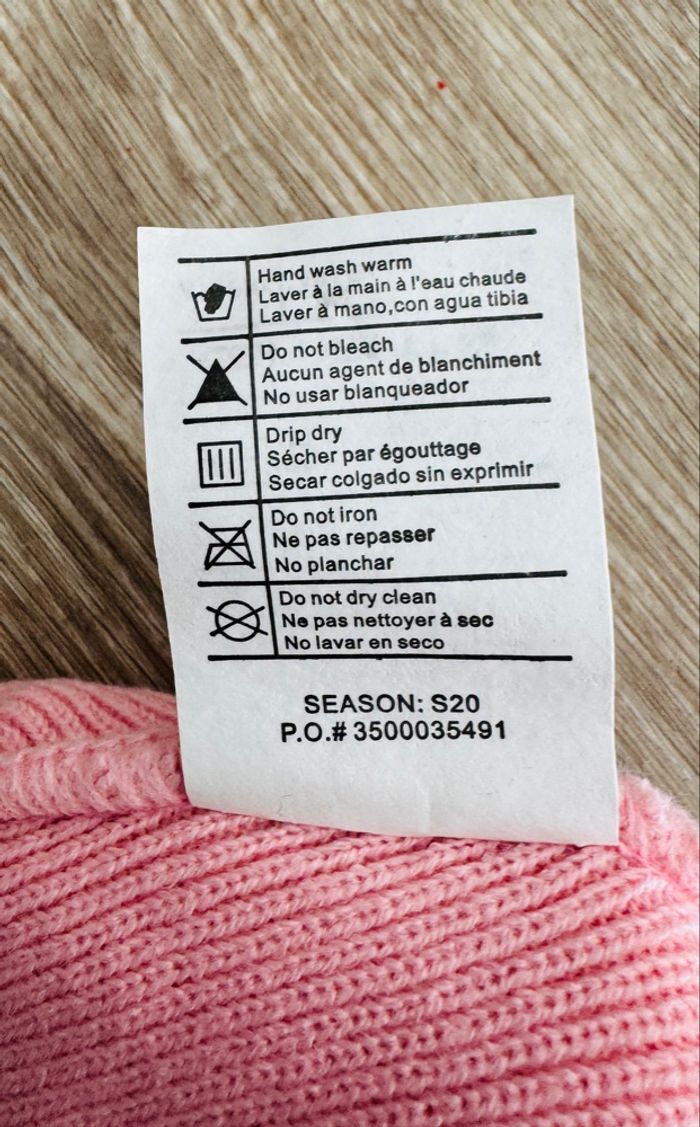 Hand wash warm
Laver à la main à l'eau chaude
Laver à mano,con agua tibia
Do not bleach
Aucun agent de blanchiment
No usar blanqueador
Drip dry
Sécher par égouttage
Secar colgado sin exprimir
Do not iron
Ne pas repasser
No planchar
Do not dry clean
Ne pas nettoyer à sec
No lavar en seco
SEASON: S20
P.O.# 3500035491